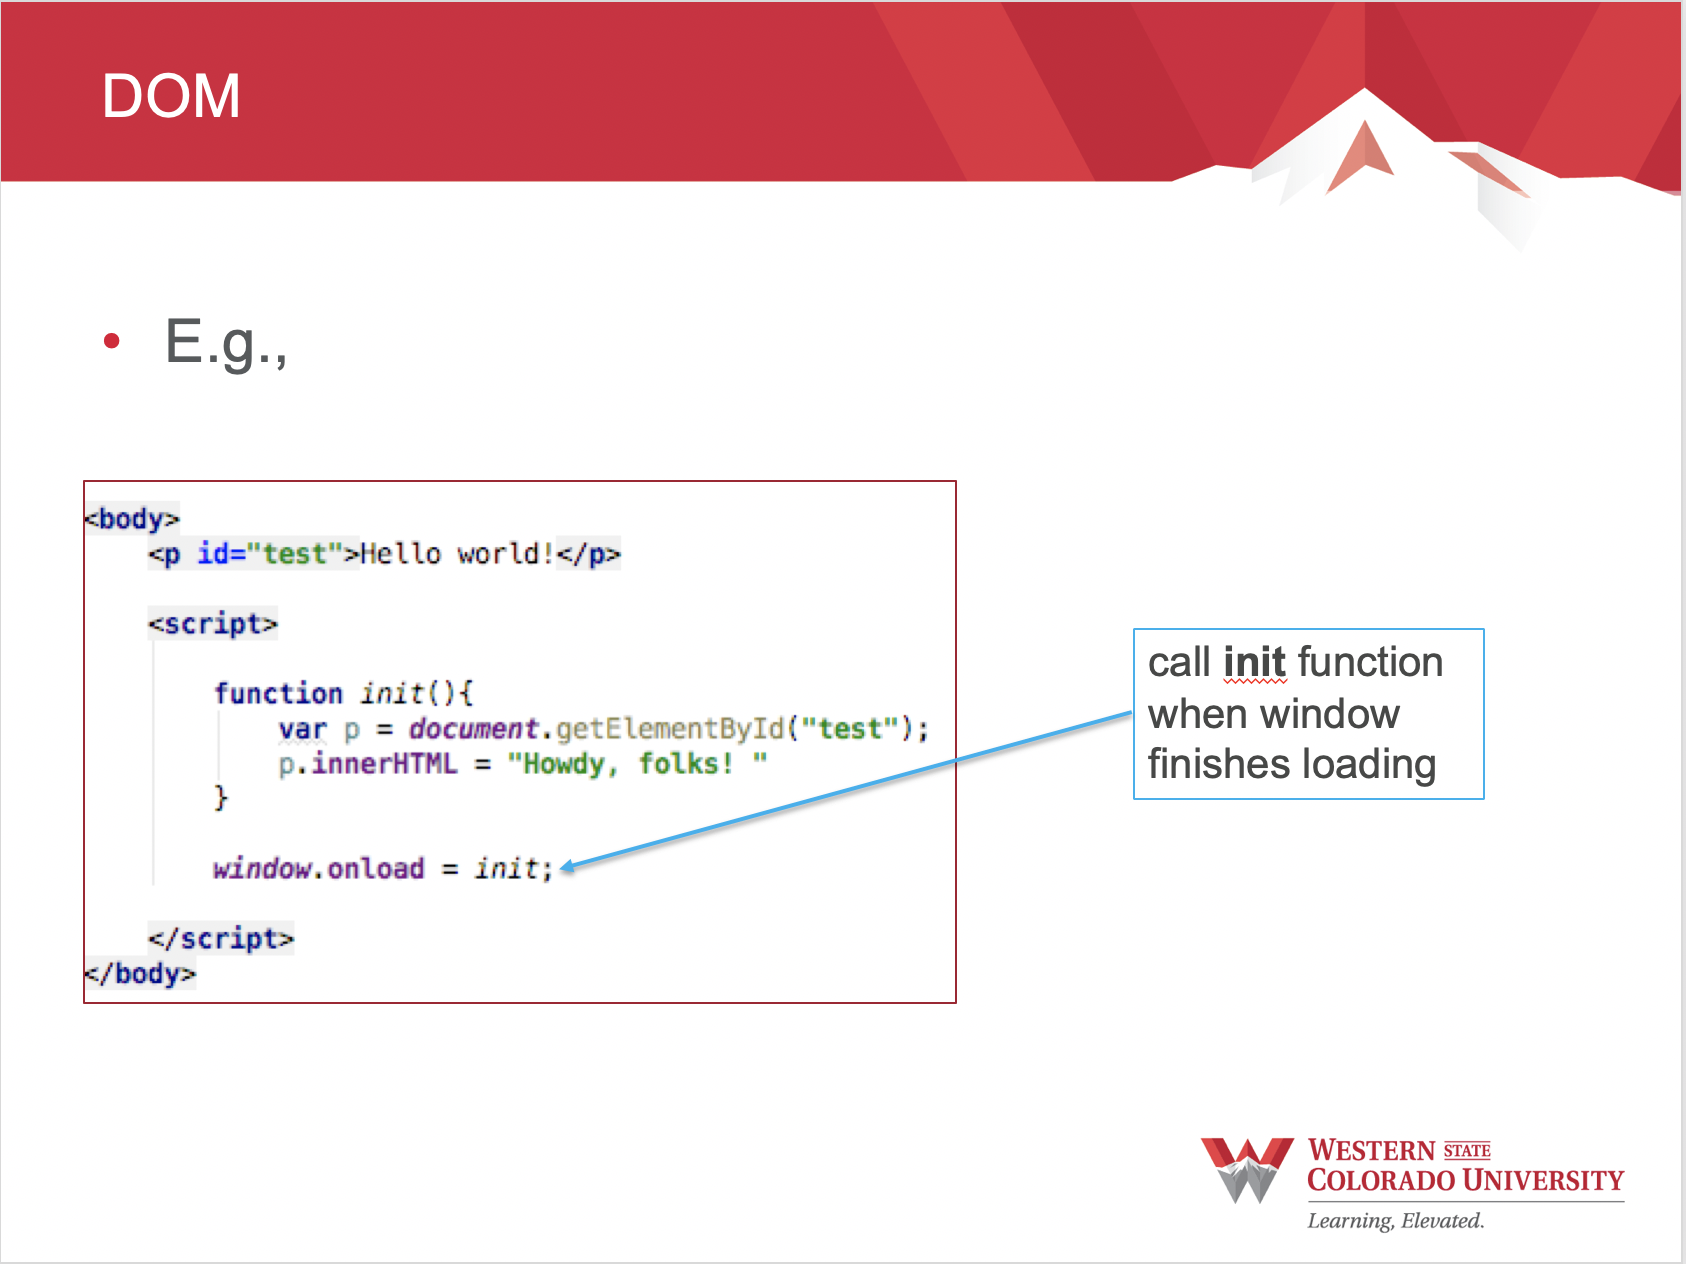 DOM
• E.g.,
<body>
<p id="test">Hello world!</p>
<script>
function init(){
var p = document.getElementById("test");
p.innerHTML = "Howdy, folks! "
}
window.onload = init;
</script>
</body>
call init function
when window
finishes loading
WESTERN STATE
COLORADO UNIVERSITY
Learning, Elevated.